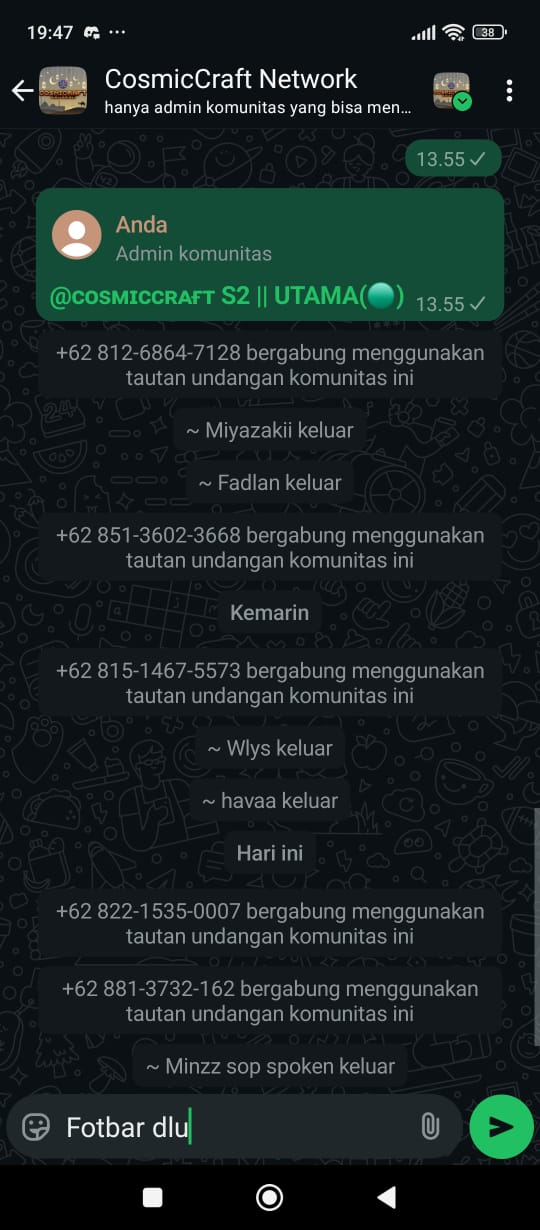 19:47
38
CosmicCraft Network
hanya admin komunitas yang bisa men...
13.55
Anda
Admin komunitas
@ᴄᴏsᴍɪᴄᴄʀᴀғᴛ S2 || UTAMA( )
13.55
+62 812-6864-7128 bergabung menggunakan
tautan undangan komunitas ini
~ Miyazakii keluar
~ Fadlan keluar
+62 851-3602-3668 bergabung menggunakan
tautan undangan komunitas ini
Kemarin
+62 815-1467-5573 bergabung menggunakan
tautan undangan komunitas ini
~ Wlys keluar
~ havaa keluar
Hari ini
+62 822-1535-0007 bergabung menggunakan
tautan undangan komunitas ini
+62 881-3732-162 bergabung menggunakan
tautan undangan komunitas ini
~ Minzz sop spoken keluar
Fotbar dlu